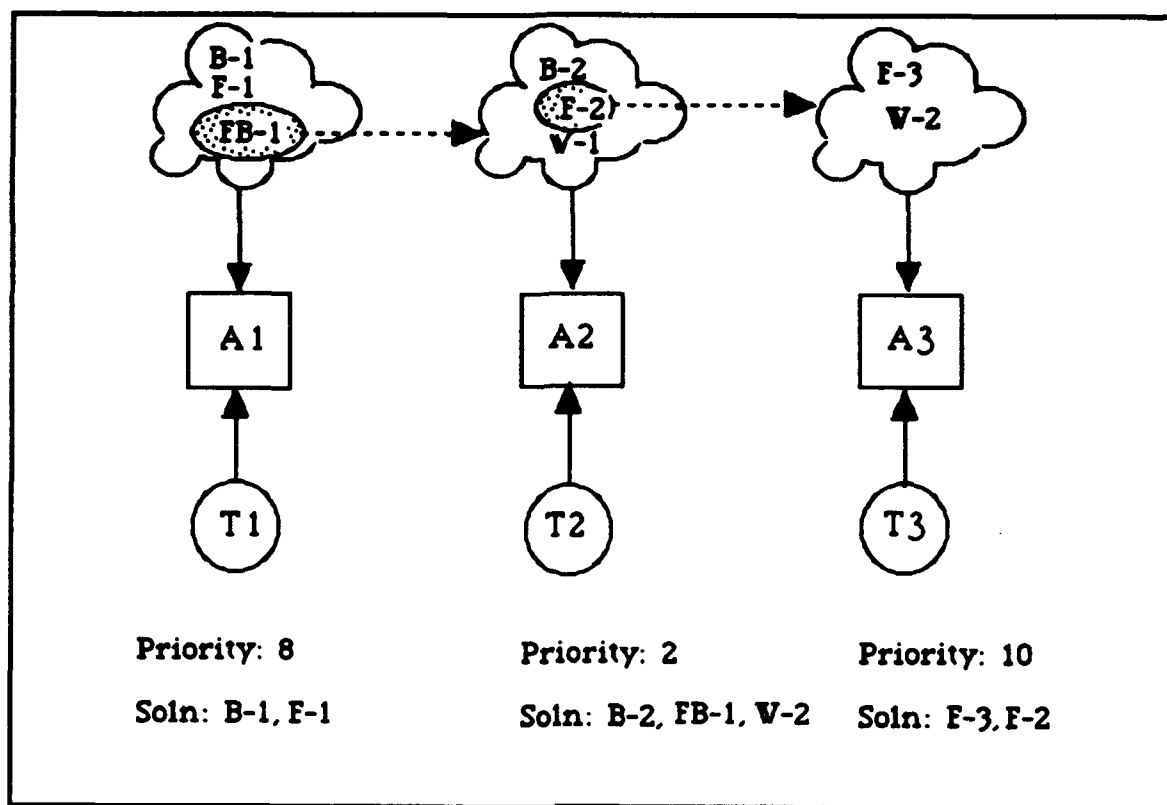 B-1
F-1
FB-1
B-2
F-2
W-1
F-3
W-2
A1
A2
A3
T1
T2
T3
Priority: 8
Priority: 2
Priority: 10
Soln: B-1, F-1
Soln: B-2, FB-1, W-2
Soln: F-3, F-2